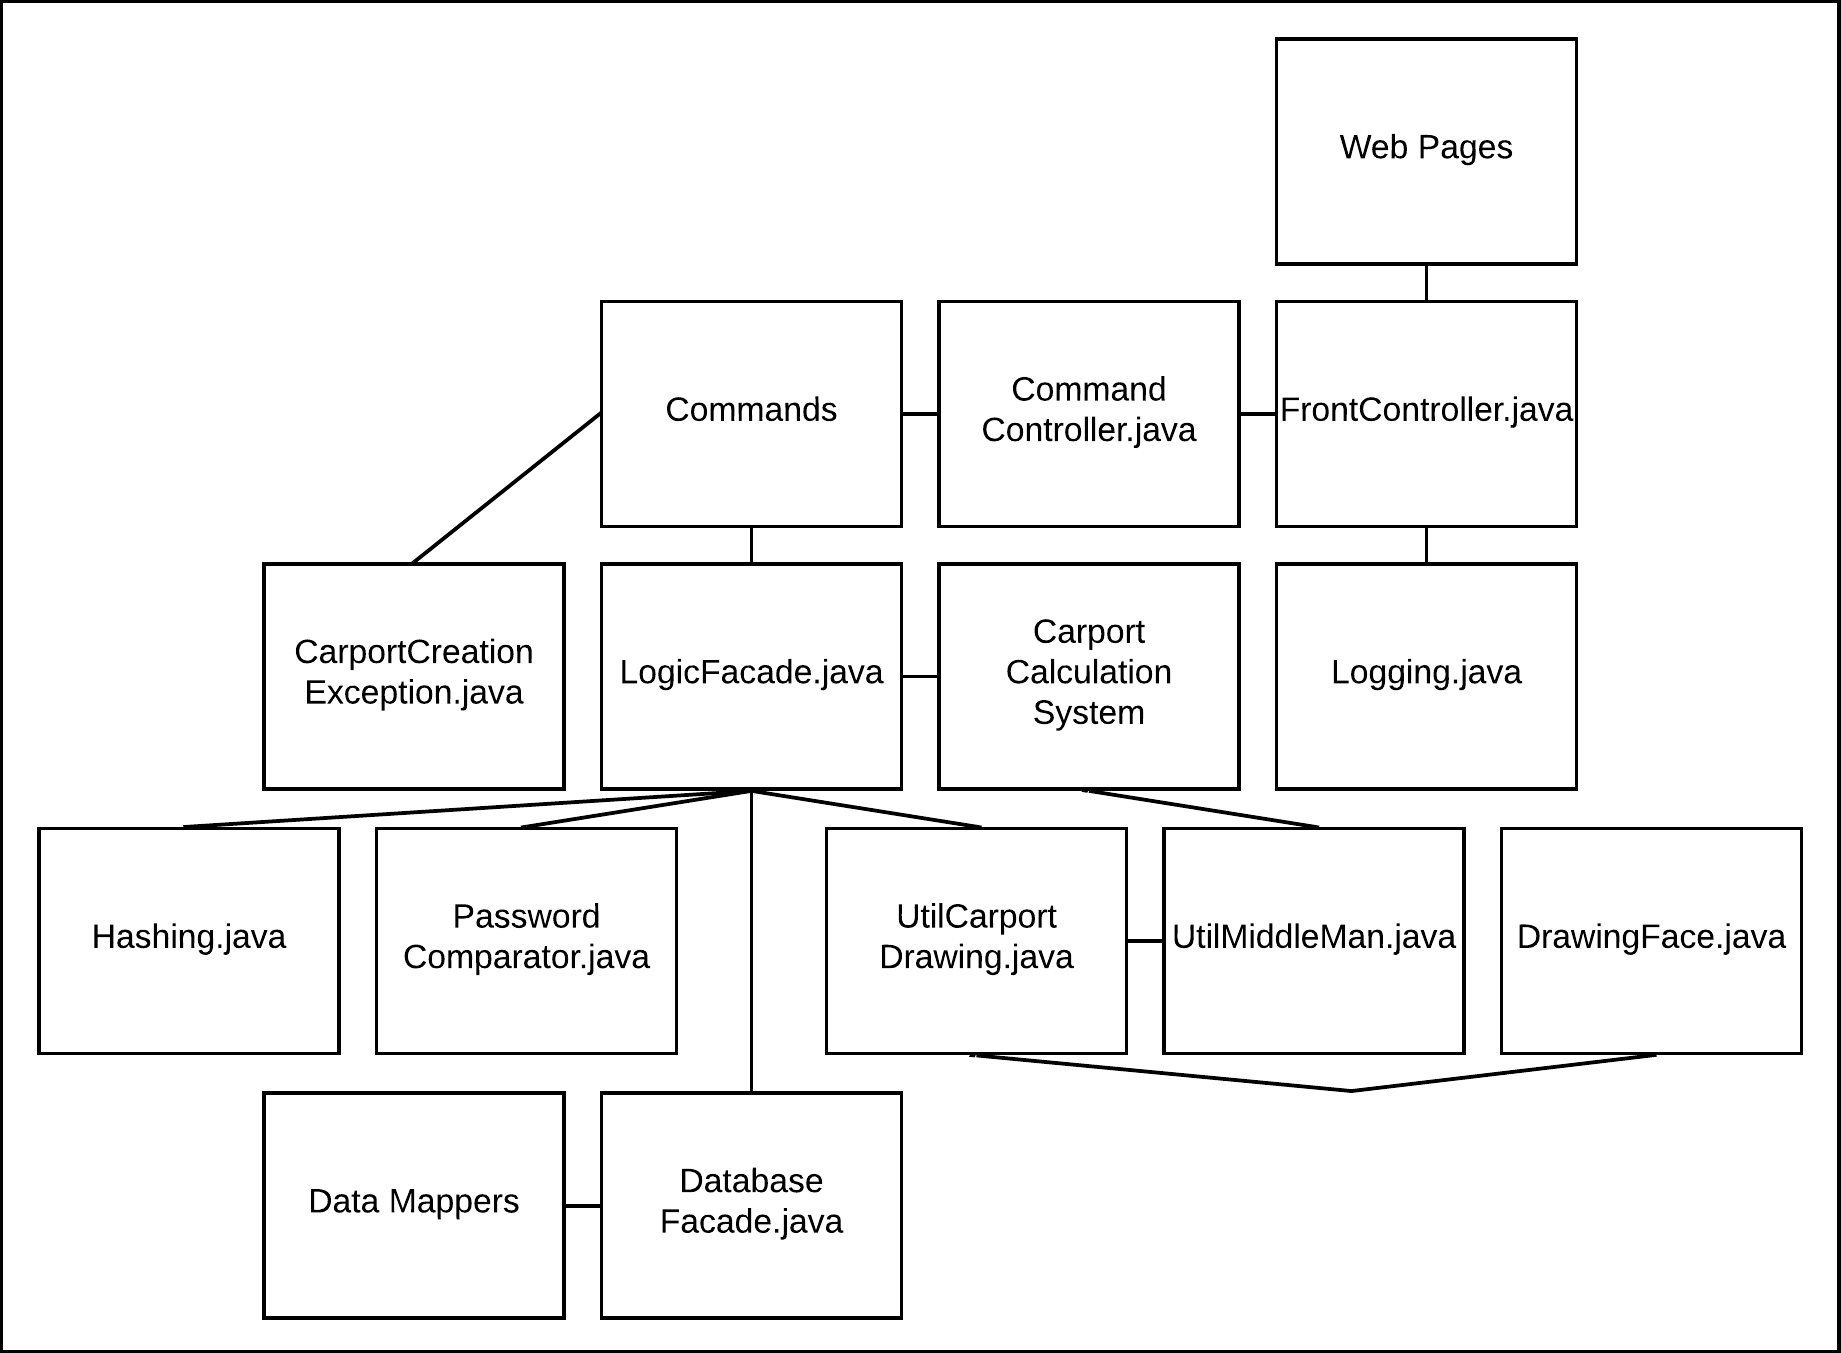 Web Pages
Commands
Command
Controller.java
FrontController.java
CarportCreation
Exception.java
LogicFacade.java
Carport
Calculation
System
Logging.java
Hashing.java
Password
Comparator.java
UtilCarport
Drawing.java
UtilMiddleMan.java
DrawingFace.java
Data Mappers
Database
Facade.java